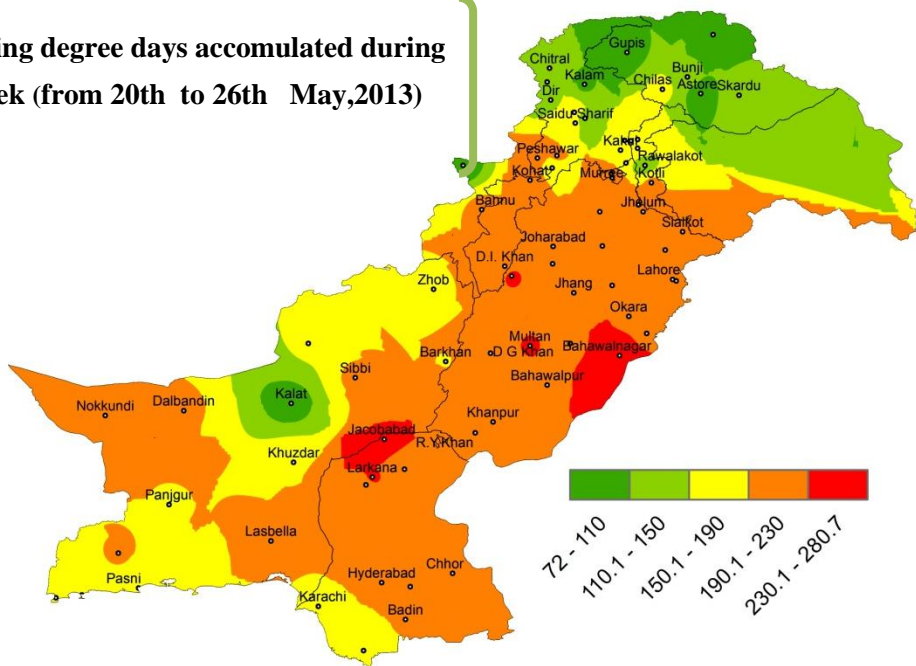 ing degree days accomulated during
ek (from 20th to 26th May,2013)
Gupis
Chitral
Kalam
Bunji
Chilas
Astore
Skardu
Dir
Saidu Sharif
Peshawar
Rawalakot
Kohat
Murree
Kotli
Bannu
Jhelum
Sialkot
Joharabad
D.I. Khan
Lahore
Zhob
Jhang
Okara
Multan
Bahawalnagar
D G Khan
Barkhan
Sibbi
Bahawalpur
Kalat
Nokkundi
Dalbandin
Khanpur
Jacobabad
R.Y.Khan
Khuzdar
Larkana
Panjgur
Lasbella
Chhor
Pasni
Hyderabad
Karachi
Badin
72 - 110
110.1 - 150
150.1 - 190
190.1 - 230
230.1 - 280.7